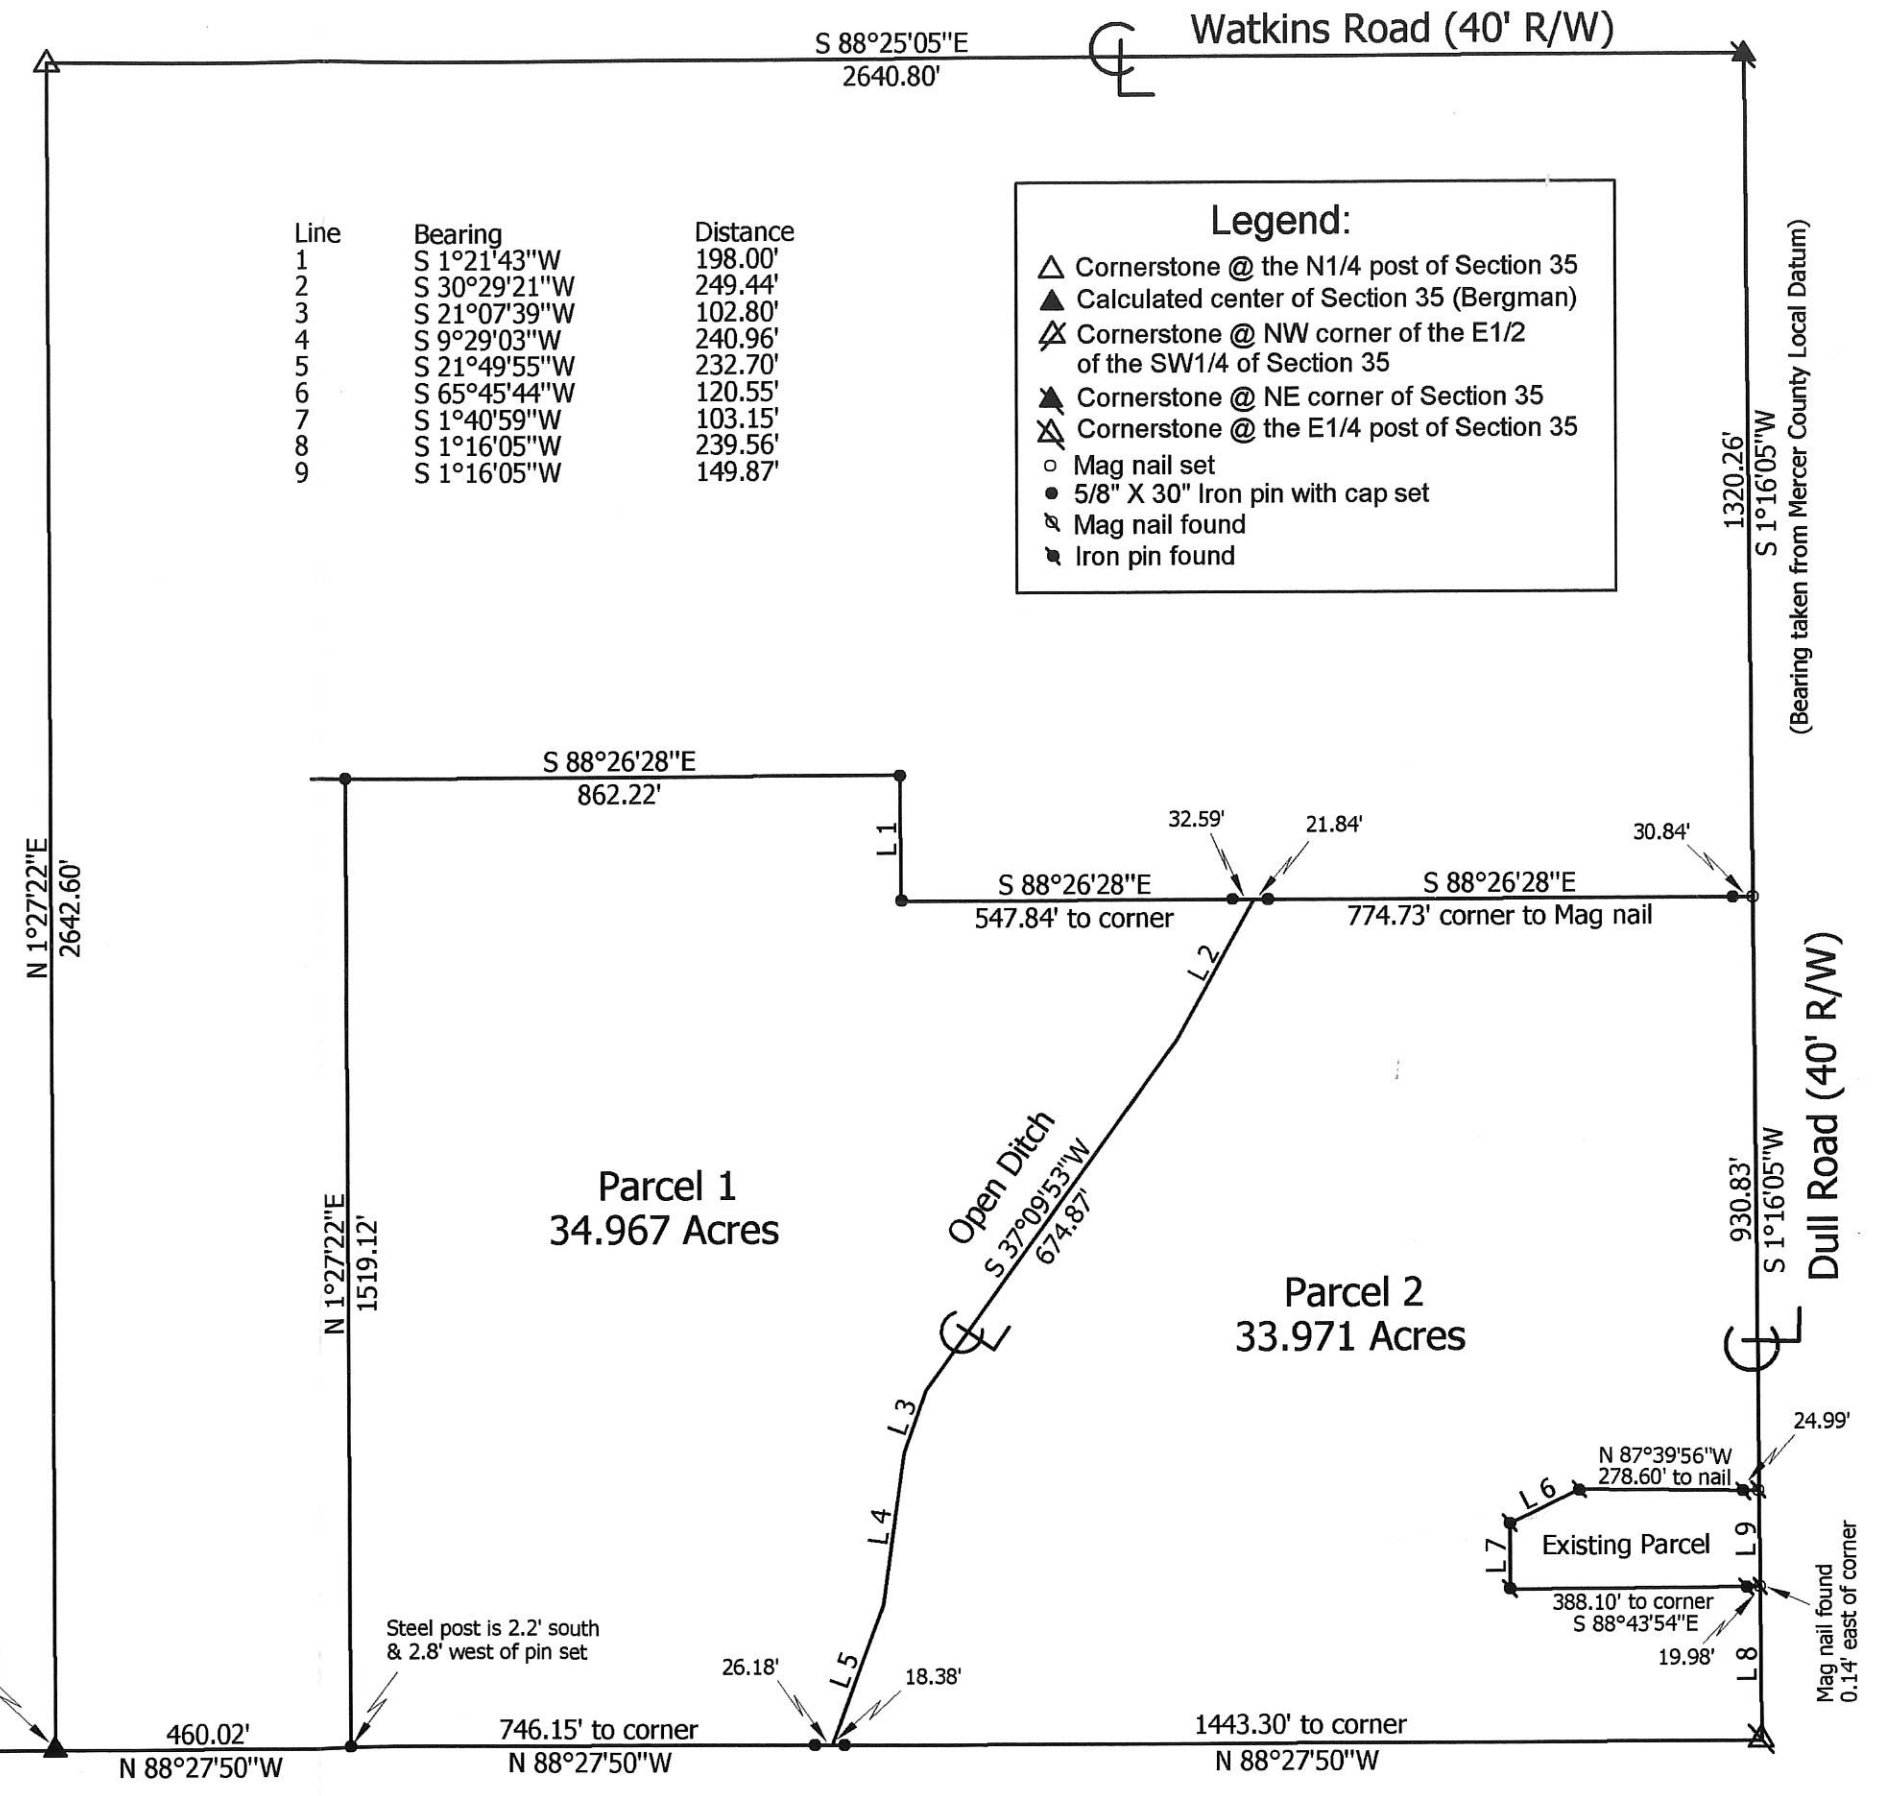 Watkins Road (40' R/W)
S 88°25'05"E
2640.80'
CL
Line Bearing Distance
1 S 1°21'43"W 198.00'
2 S 30°29'21"W 249.44'
3 S 21°07'39"W 102.80'
4 S 9°29'03"W 240.96'
5 S 21°49'55"W 232.70'
6 S 65°45'44"W 120.55'
7 S 1°40'59"W 103.15'
8 S 1°16'05"W 239.56'
9 S 1°16'05"W 149.87'
Legend:
Cornerstone @ the N1/4 post of Section 35
Calculated center of Section 35 (Bergman)
Cornerstone @ NW corner of the E1/2
of the SW1/4 of Section 35
Cornerstone @ NE corner of Section 35
Cornerstone @ the E1/4 post of Section 35
Mag nail set
5/8" X 30" Iron pin with cap set
Mag nail found
Iron pin found
1320.26'
S 1°16'05"W
(Bearing taken from Mercer County Local Datum)
N 1°27'22"E
2642.60'
S 88°26'28"E
862.22'
L 1
32.59'
21.84'
30.84'
S 88°26'28"E
547.84' to corner
S 88°26'28"E
774.73' corner to Mag nail
L 2
Open Ditch
S 37°09'53"W
674.87'
CL
Parcel 1
34.967 Acres
N 1°27'22"E
1519.12'
Parcel 2
33.971 Acres
930.83'
S 1°16'05"W
Dull Road (40' R/W)
CL
L 3
L 4
L 5
24.99'
N 87°39'56"W
278.60' to nail
L 6
L 7
Existing Parcel
L 9
388.10' to corner
S 88°43'54"E
19.98'
L 8
Mag nail found
0.14' east of corner
Steel post is 2.2' south
& 2.8' west of pin set
26.18'
18.38'
460.02'
N 88°27'50"W
746.15' to corner
N 88°27'50"W
1443.30' to corner
N 88°27'50"W